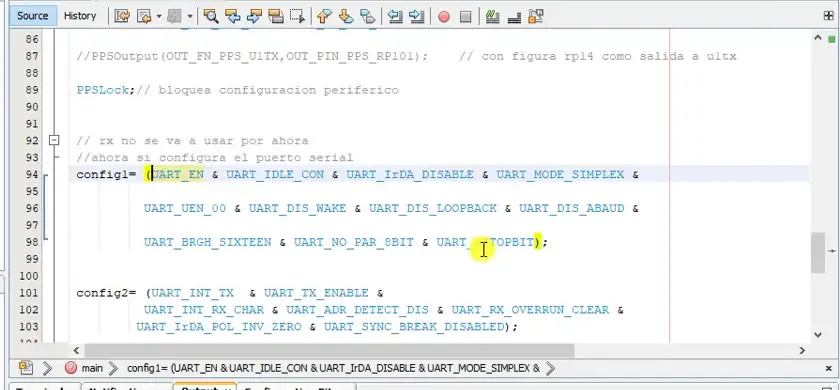 Source History
86
87 //PPSOutput(OUT_FN_PPS_U1TX,OUT_PIN_PPS_RP101); // con figura rp14 como salida a u1tx
88
89 PPSLock;// bloquea configuracion periferico
90
91
92 // rx no se va a usar por ahora
93 //ahora si configura el puerto serial
94 config1= (UART_EN & UART_IDLE_CON & UART_IrDA_DISABLE & UART_MODE_SIMPLEX &
95
96 UART_UEN_00 & UART_DIS_WAKE & UART_DIS_LOOPBACK & UART_DIS_ABAUD &
97
98 UART_BRGH_SIXTEEN & UART_NO_PAR_8BIT & TOPBIT);
99
100
101 config2= (UART_INT_TX & UART_TX_ENABLE &
102 UART_INT_RX_CHAR & UART_ADR_DETECT_DIS & UART_RX_OVERRUN_CLEAR &
103 UART_IrDA_POL_INV_ZERO & UART_SYNC_BREAK_DISABLED);
104
main config1= (UART_EN & UART_IDLE_CON & UART_IrDA_DISABLE & UART_MODE_SIMPLEX &